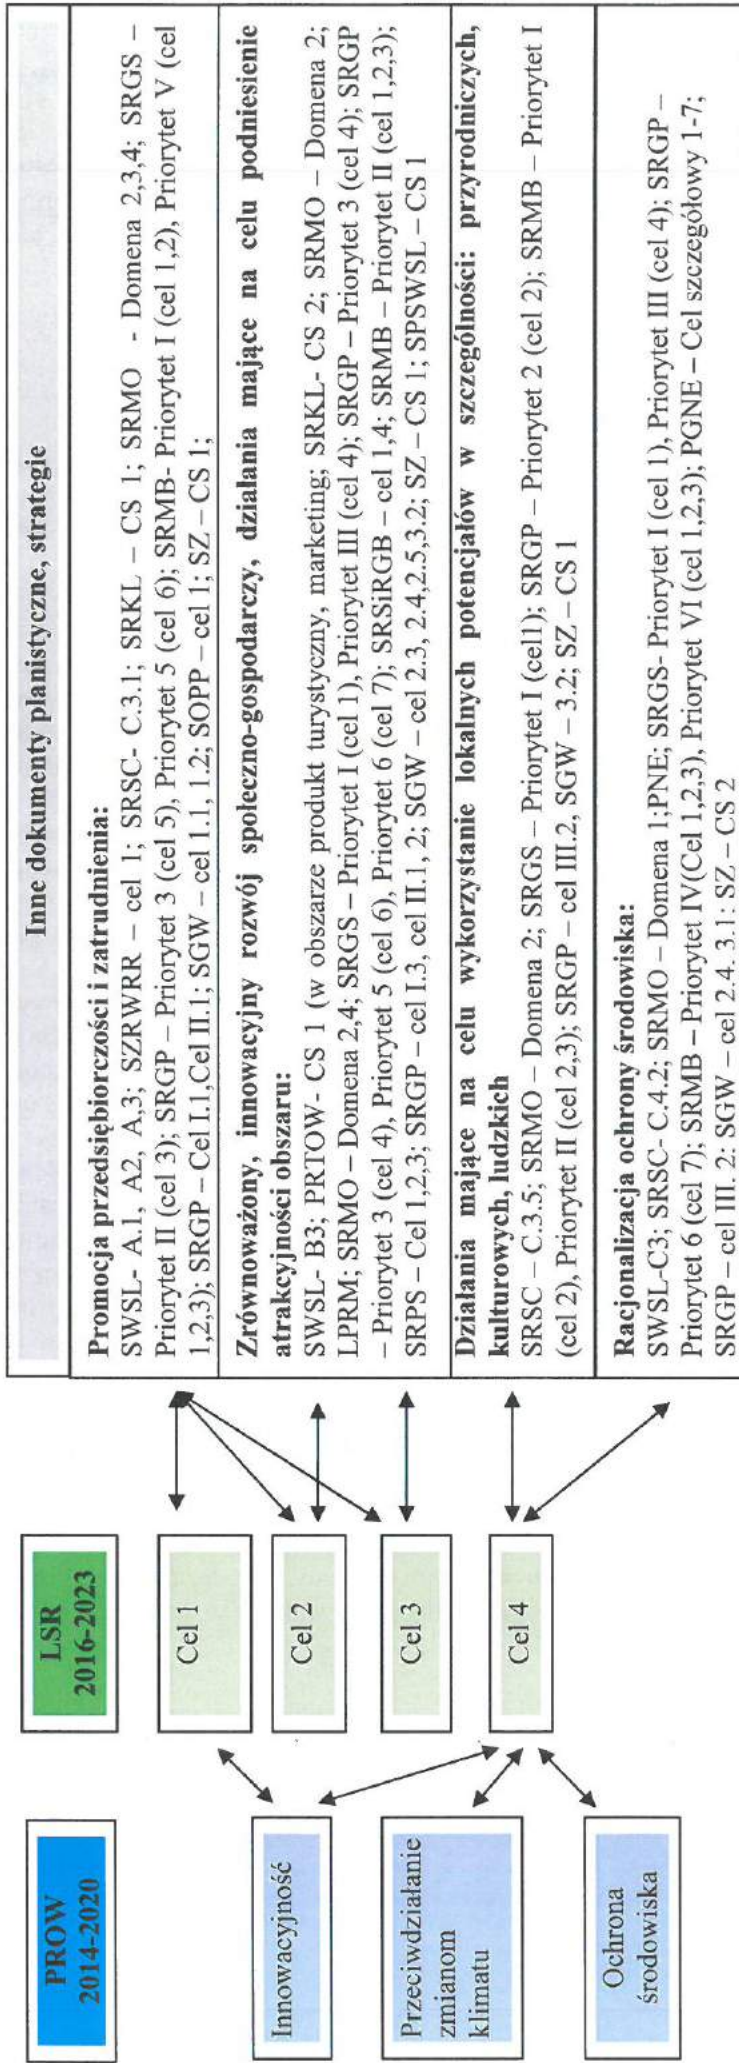 PROW
2014-2020
Innowacyjność
Przeciwdziałanie
zmianom
klimatu
Ochrona
środowiska
LSR
2016-2023
Cel 1
Cel 2
Cel 3
Cel 4
Inne dokumenty planistyczne, strategie
Promocja przedsiębiorczości i zatrudnienia:
SWSL- A.1, A2, A,3; SZRWRR – cel 1; SRSC- C.3.1; SRKL – CS 1; SRMO - Domena 2,3,4; SRGS –
Priorytet II (cel 3); SRGP – Priorytet 3 (cel 5), Priorytet 5 (cel 6); SRMB- Priorytet I (cel 1,2), Priorytet V (cel
1,2,3); SRGP – Cel I.1,Cel II.1; SGW – cel 1.1, 1.2; SOPP – cel 1; SZ – CS 1;
Zrównoważony, innowacyjny rozwój społeczno-gospodarczy, działania mające na celu podniesienie
atrakcyjności obszaru:
SWSL- B3; PRTOW- CS 1 (w obszarze produkt turystyczny, marketing; SRKL- CS 2; SRMO – Domena 2;
LPRM; SRMO – Domena 2,4; SRGS – Priorytet I (cel 1), Priorytet III (cel 4); SRGP – Priorytet 3 (cel 4); SRGP
– Priorytet 3 (cel 4), Priorytet 5 (cel 6), Priorytet 6 (cel 7); SRSiRGB – cel 1,4; SRMB – Priorytet II (cel 1,2,3);
SRPS – Cel 1,2,3; SRGP – cel I.3, cel II.1, 2; SGW – cel 2.3, 2.4,2.5,3.2; SZ – CS 1; SPSWSL – CS 1
Działania mające na celu wykorzystanie lokalnych potencjałów w szczególności: przyrodniczych,
kulturowych, ludzkich
SRSC – C.3.5; SRMO – Domena 2; SRGS – Priorytet I (cel1); SRGP – Priorytet 2 (cel 2); SRMB – Priorytet I
(cel 2), Priorytet II (cel 2,3); SRGP – cel III.2, SGW – 3.2; SZ – CS 1
Racjonalizacja ochrony środowiska:
SWSL-C3; SRSC- C.4.2; SRMO – Domena 1;PNE; SRGS- Priorytet I (cel 1), Priorytet III (cel 4); SRGP –
Priorytet 6 (cel 7); SRMB – Priorytet IV(Cel 1,2,3), Priorytet VI (cel 1,2,3); PGNE – Cel szczegółowy 1-7;
SRGP – cel III. 2; SGW – cel 2.4. 3.1: SZ – CS 2